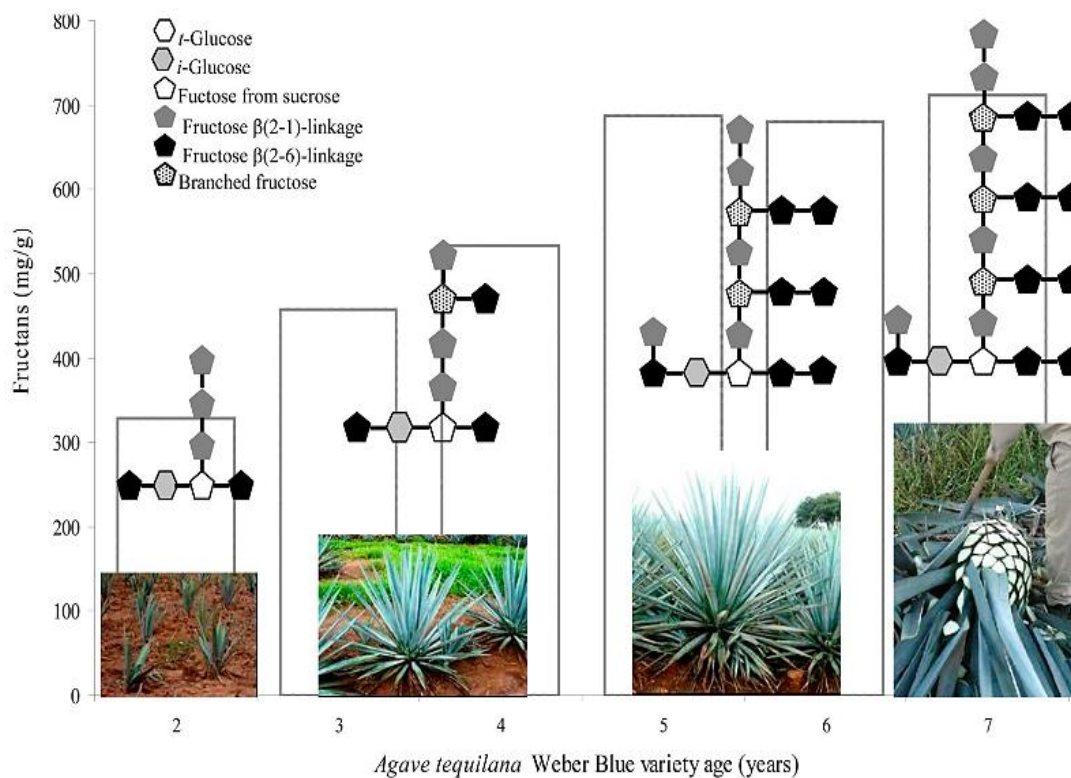 800
700
600
500
400
300
200
100
0
Fructans (mg/g)
t-Glucose
i-Glucose
Fuctose from sucrose
Fructose β(2-1)-linkage
Fructose β(2-6)-linkage
Branched fructose
2 3 4 5 6 7
Agave tequilana Weber Blue variety age (years)